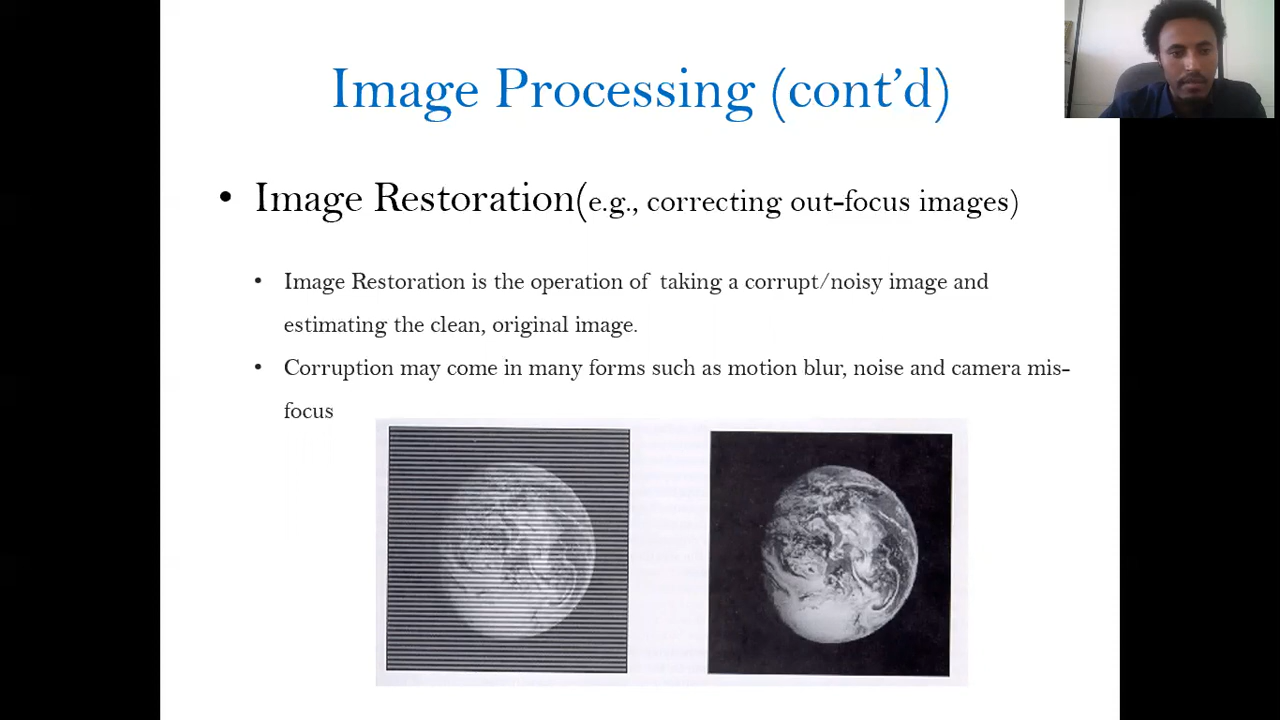 Image Processing (cont’d)
• Image Restoration(e.g., correcting out-focus images)
• Image Restoration is the operation of taking a corrupt/noisy image and
estimating the clean, original image.
• Corruption may come in many forms such as motion blur, noise and camera mis-
focus